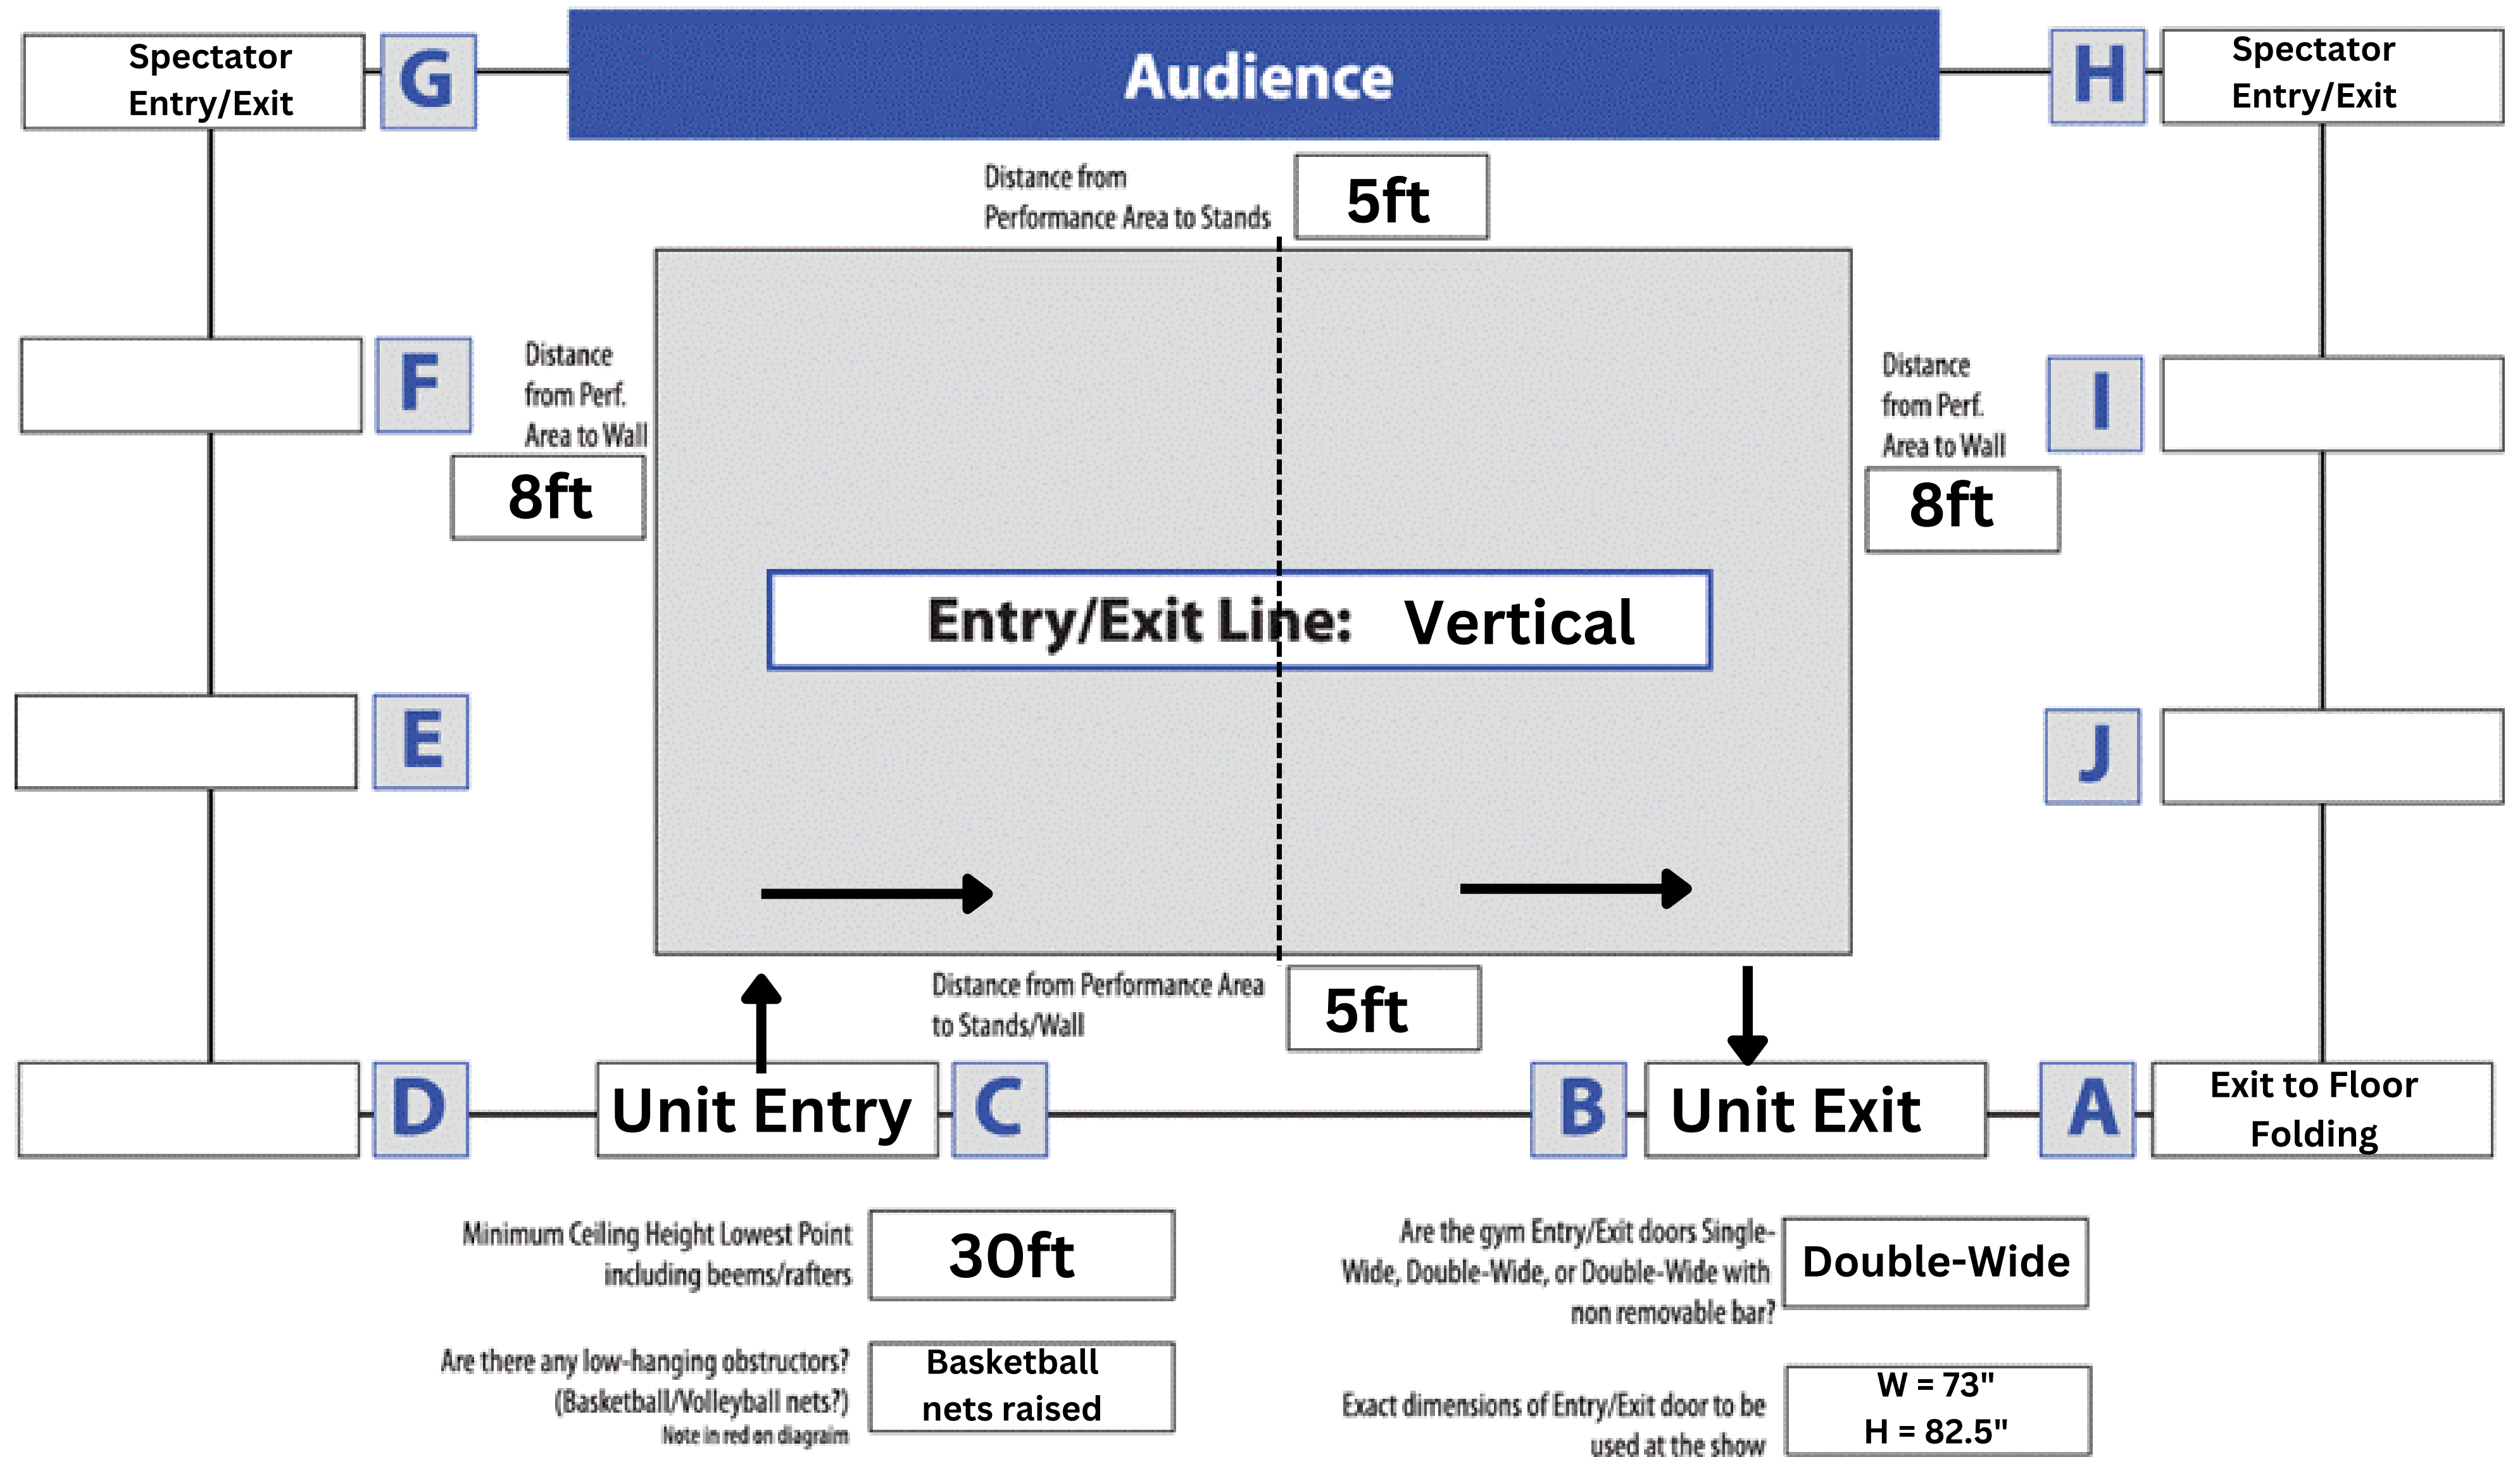 Spectator
Entry/Exit
G
Audience
H
Spectator
Entry/Exit
Distance from
Performance Area to Stands
5ft
F
Distance
from Perf.
Area to Wall
8ft
Distance
from Perf.
Area to Wall
8ft
I
Entry/Exit Line: Vertical
E
J
Distance from Performance Area
to Stands/Wall
5ft
D
Unit Entry
C
B
Unit Exit
A
Exit to Floor
Folding
Minimum Ceiling Height Lowest Point
including beems/rafters
30ft
Are the gym Entry/Exit doors Single-
Wide, Double-Wide, or Double-Wide with
non removable bar?
Double-Wide
Are there any low-hanging obstructors?
(Basketball/Volleyball nets?)
Note in red on diagraim
Basketball
nets raised
Exact dimensions of Entry/Exit door to be
used at the show
W = 73"
H = 82.5"